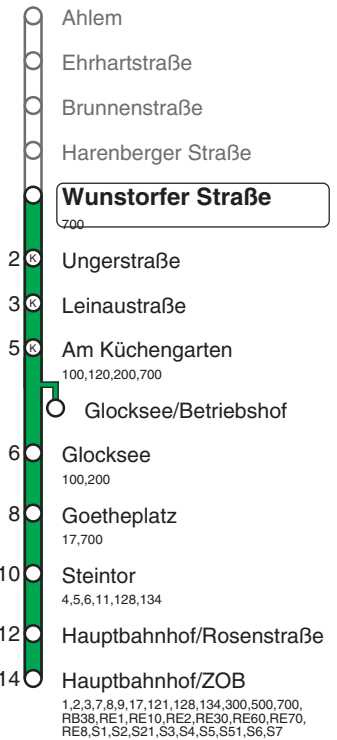 Ahlem
Ehrhartstraße
Brunnenstraße
Harenberger Straße
Wunstorfer Straße
700
2 K Ungerstraße
3 K Leinaustraße
5 K Am Küchengarten
100,120,200,700
Glocksee/Betriebshof
6 Glocksee
100,200
8 Goetheplatz
17,700
10 Steintor
4,5,6,11,128,134
12 Hauptbahnhof/Rosenstraße
14 Hauptbahnhof/ZOB
1,2,3,7,8,9,17,121,128,134,300,500,700,
RB38,RE1,RE10,RE2,RE30,RE60,RE70,
RE8,S1,S2,S21,S3,S4,S5,S51,S6,S7